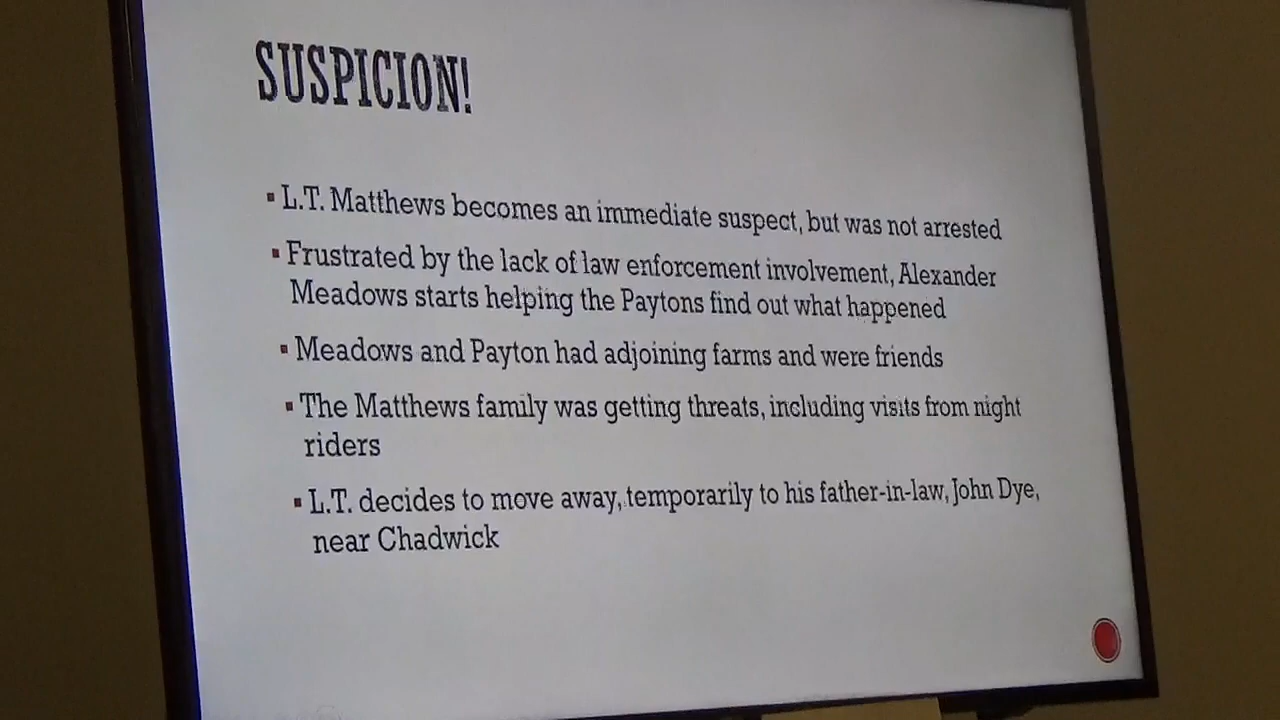 SUSPICION!
▪ L.T. Matthews becomes an immediate suspect, but was not arrested
▪ Frustrated by the lack of law enforcement involvement, Alexander
Meadows starts helping the Paytons find out what happened
▪ Meadows and Payton had adjoining farms and were friends
▪ The Matthews family was getting threats, including visits from night
riders
▪ L.T. decides to move away, temporarily to his father-in-law, John Dye,
near Chadwick